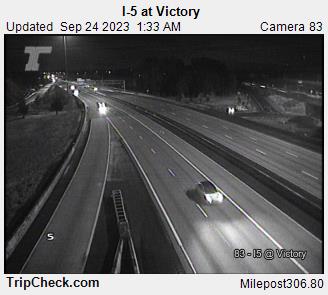 I-5 at Victory
Updated  Sep 24 2023  1:33 AM
Camera 83
T
S
83 - I5 @ Victory
TripCheck.com
Milepost306.80